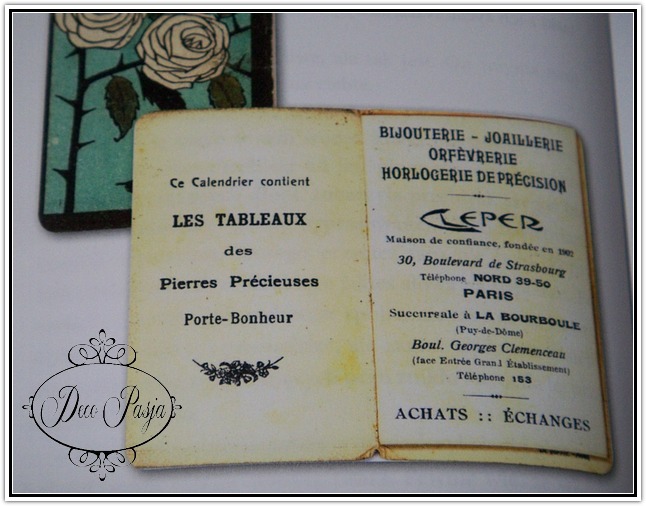 Ce Calendrier contient
LES TABLEAUX
des
Pierres Précieuses
Porte-Bonheur
BIJOUTERIE - JOAILLERIE
ORFÈVRERIE
HORLOGERIE DE PRÉCISION
CLEPER
Maison de confiance, fondée en 1902
30, Boulevard de Strasbourg
Téléphone NORD 39-50
PARIS
Succursale à LA BOURBOULE
(Puy-de-Dôme)
Boul. Georges Clemenceau
(face Entrée Grand Établissement)
Téléphone 153
ACHATS :: ÉCHANGES
Deco Pasja